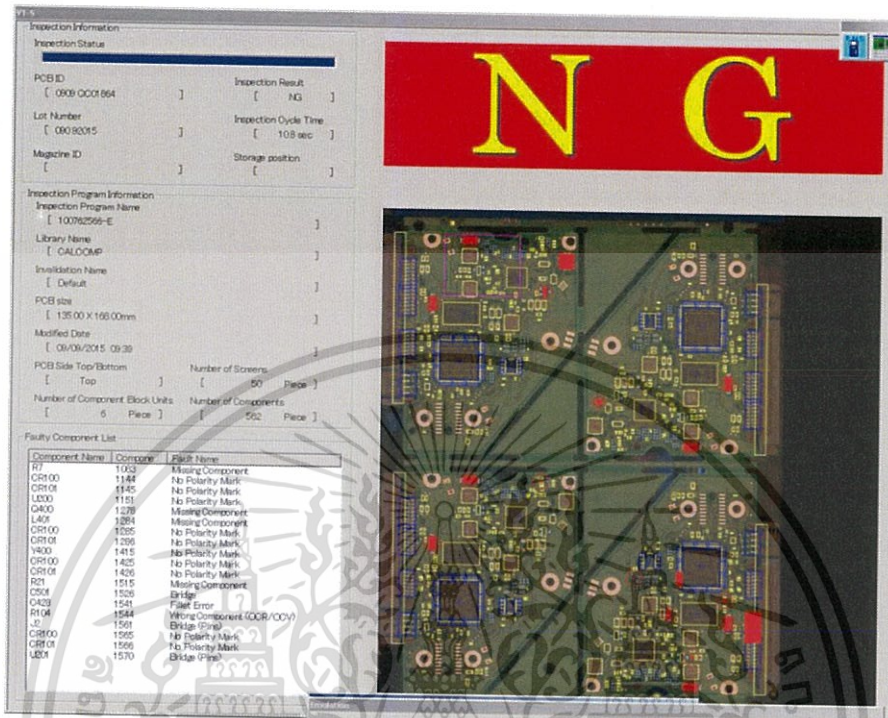 V1.5
Inspection Information
Inspection Status
PCB ID
[ 0909 QC01864 ]
Inspection Result
[ NG ]
Lot Number
[ 09092015 ]
Inspection Cycle Time
[ 10.8 sec ]
Magazine ID
[ ]
Storage position
[ ]
Inspection Program Information
Inspection Program Name
[ 100762566-E ]
Library Name
[ CALCOMP ]
Invalidation Name
[ Default ]
PCB size
[ 135.00 X 166.00mm ]
Modified Date
[ 09/09/2015 09:39 ]
PCB Side Top/Bottom
[ Top ]
Number of Screens
[ 50 Piece ]
Number of Component Block Units
[ 6 Piece ]
Number of Components
[ 562 Piece ]
Faulty Component List
Component Name Compone Fault Name
R7 1083 Missing Component
CR100 1144 No Polarity Mark
CR101 1145 No Polarity Mark
U200 1151 No Polarity Mark
Q400 1276 Missing Component
L401 1284 Missing Component
CR100 1285 No Polarity Mark
CR101 1286 No Polarity Mark
Y400 1415 No Polarity Mark
CR100 1425 No Polarity Mark
CR101 1426 No Polarity Mark
R21 1515 Missing Component
C501 1526 Bridge
C423 1541 Fillet Error
R104 1544 Wrong Component (OCR/OCV)
J2 1561 Bridge (Pins)
CR100 1565 No Polarity Mark
CR101 1566 No Polarity Mark
U201 1570 Bridge (Pins)
N G